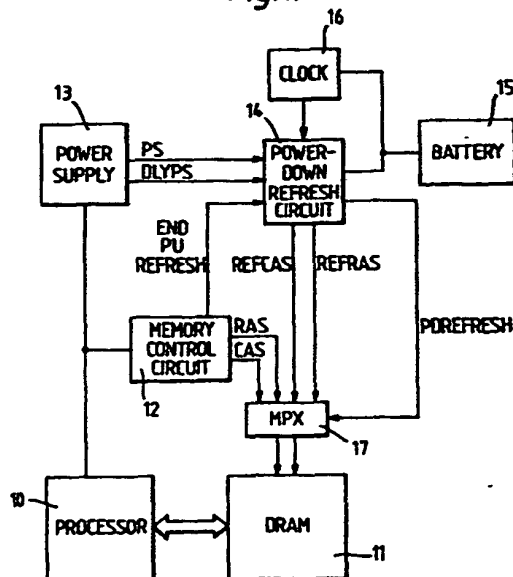 16
CLOCK
13
14
15
POWER
SUPPLY
PS
DLYPS
POWER-
DOWN
REFRESH
CIRCUIT
BATTERY
END
PU
REFRESH
REFCAS
REFRAS
PDREFRESH
MEMORY
CONTROL
CIRCUIT
RAS
CAS
12
MPX
17
10
PROCESSOR
DRAM
11